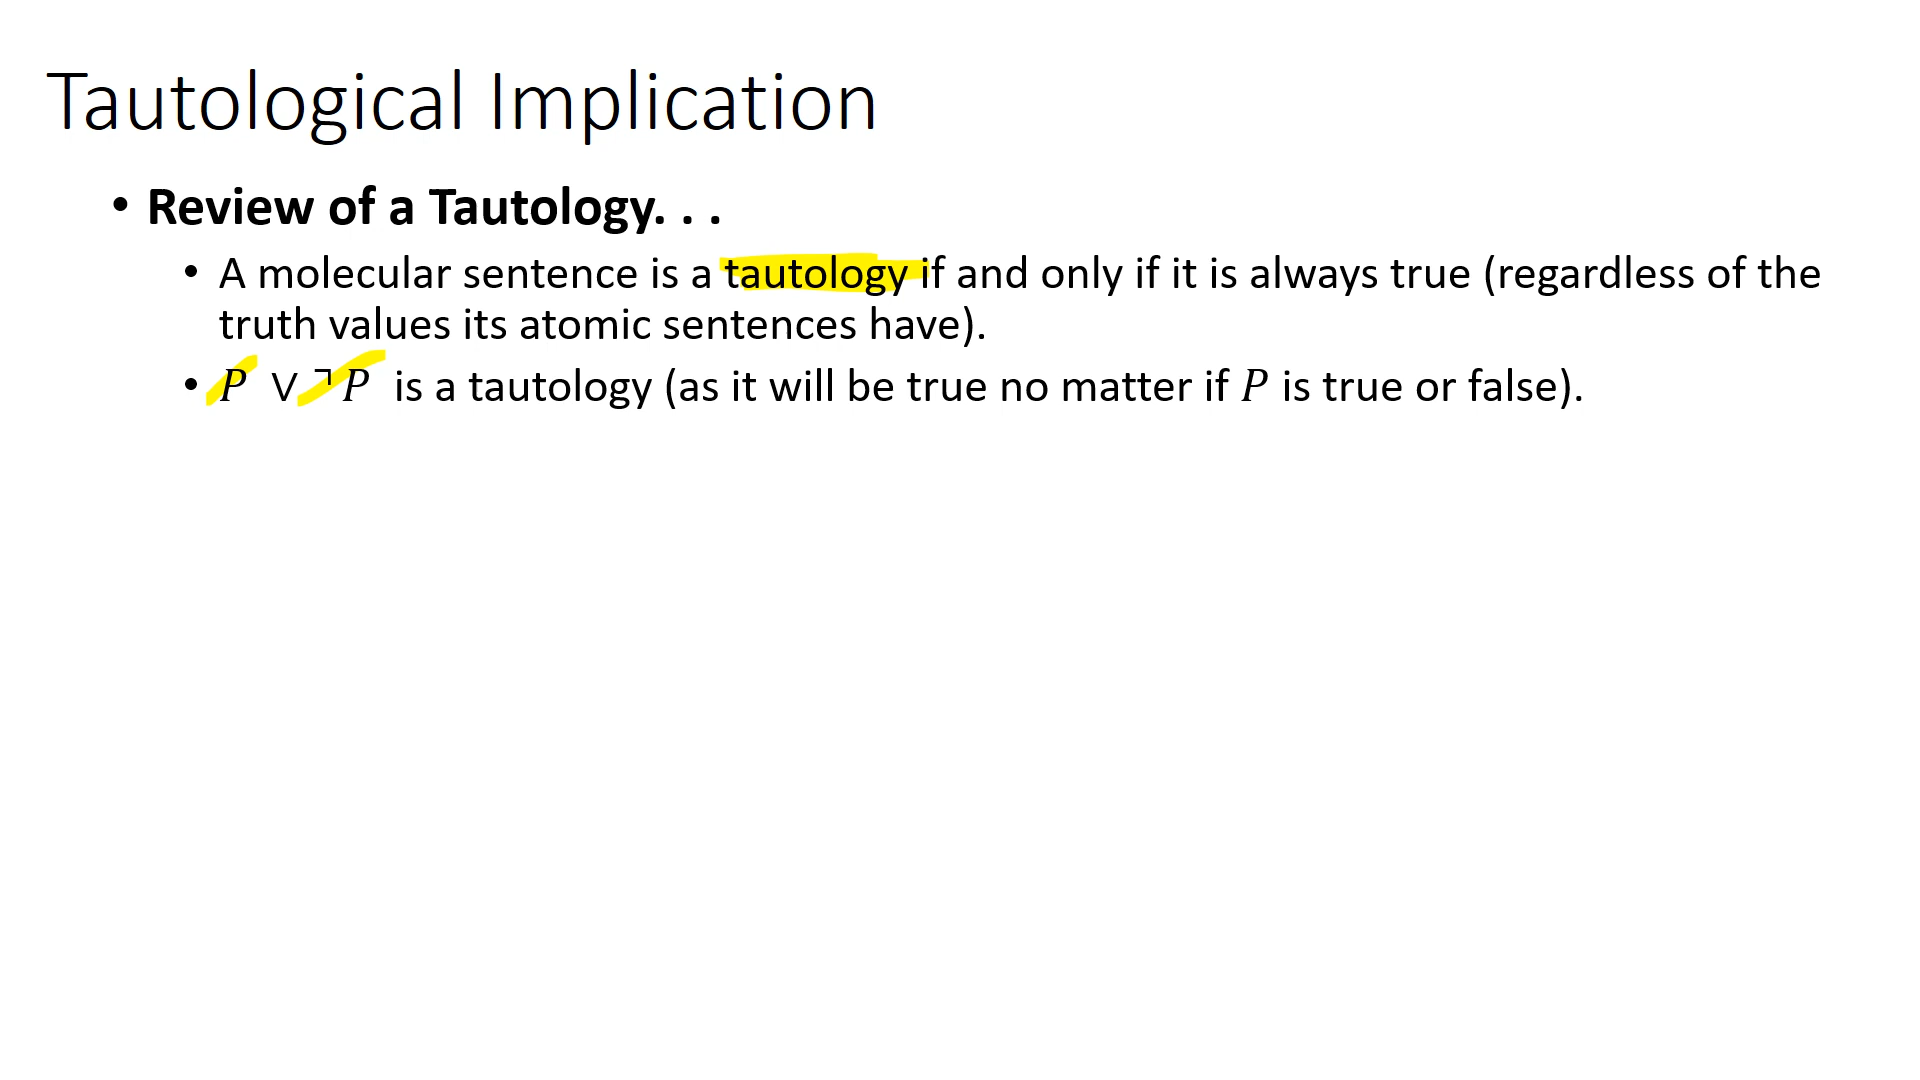 Tautological Implication
• Review of a Tautology. . .
• A molecular sentence is a tautology if and only if it is always true (regardless of the
truth values its atomic sentences have).
• P ∨ ¬ P is a tautology (as it will be true no matter if P is true or false).